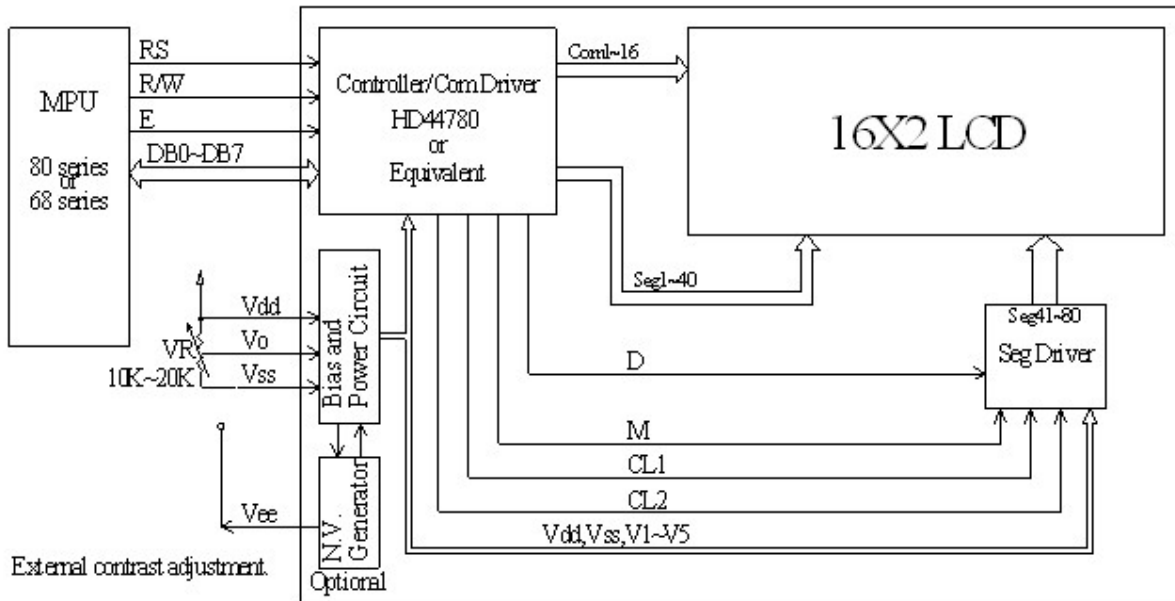 MPU
80 series
or
68 series
RS
R/W
E
DB0~DB7
Controller/Com Driver
HD44780
or
Equivalent
Com1~16
16X2 LCD
Seg1~40
Seg41~80
Seg Driver
Vdd
Vo
Vss
VR
10K~20K
Bias and
Power Circuit
D
M
CL1
CL2
Vdd,Vss,V1~V5
Vee
N.V.
Generator
Optional
External contrast adjustment.